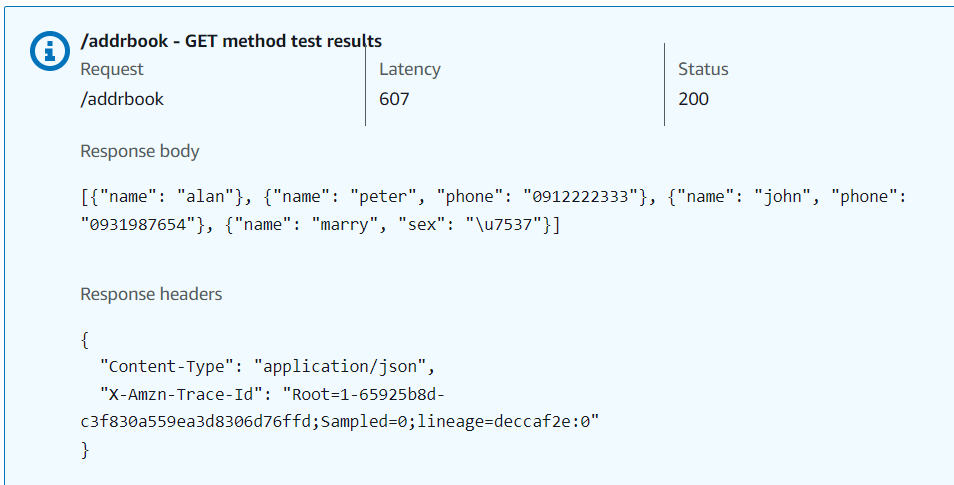 /addrbook - GET method test results
Request
Latency
Status
/addrbook
607
200
Response body
[{"name": "alan"}, {"name": "peter", "phone": "0912222333"}, {"name": "john", "phone":
"0931987654"}, {"name": "marry", "sex": "\u7537"}]
Response headers
{
"Content-Type": "application/json",
"X-Amzn-Trace-Id": "Root=1-65925b8d-
c3f830a559ea3d8306d76ffd;Sampled=0;lineage=deccaf2e:0"
}